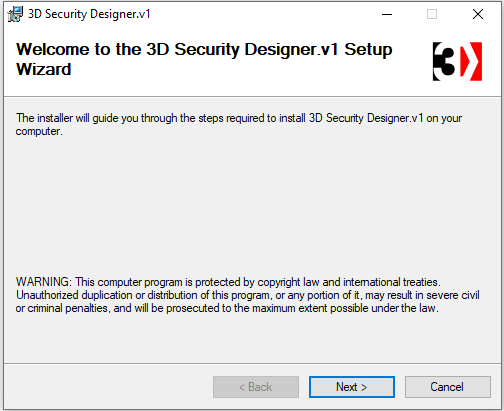 3D Security Designer.v1
Welcome to the 3D Security Designer.v1 Setup
Wizard
3
The installer will guide you through the steps required to install 3D Security Designer.v1 on your
computer.
WARNING: This computer program is protected by copyright law and international treaties.
Unauthorized duplication or distribution of this program, or any portion of it, may result in severe civil
or criminal penalties, and will be prosecuted to the maximum extent possible under the law.
< Back
Next >
Cancel